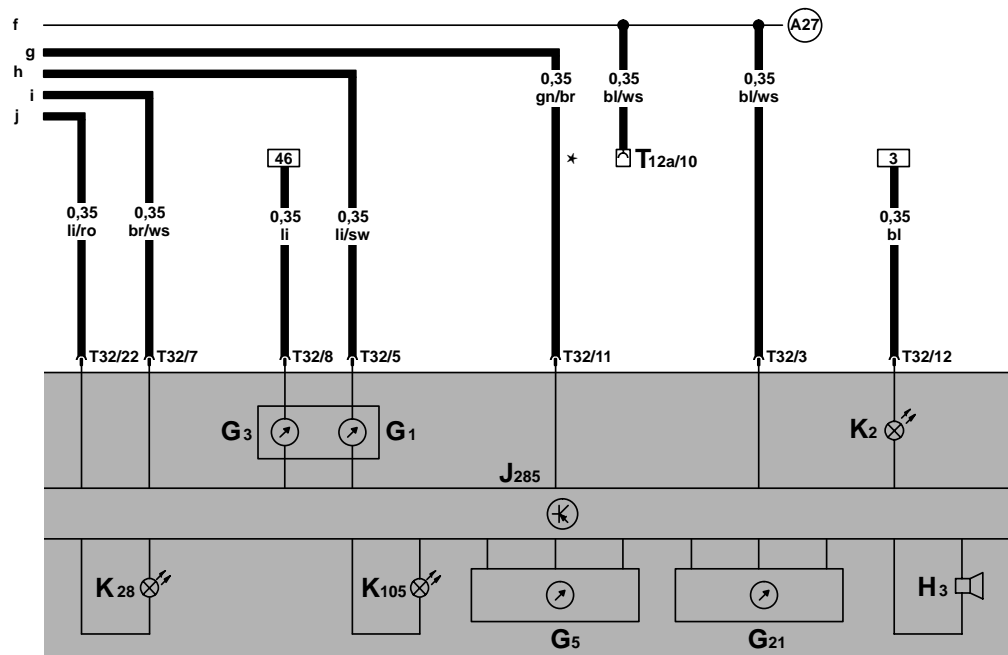 f
A27
g
h
i
j
0,35
gn/br
0,35
bl/ws
0,35
bl/ws
46
*
T12a/10
3
0,35
li/ro
0,35
br/ws
0,35
li
0,35
li/sw
0,35
bl
T32/22
T32/7
T32/8
T32/5
T32/11
T32/3
T32/12
G3
G1
K2
J285
K28
K105
H3
G5
G21